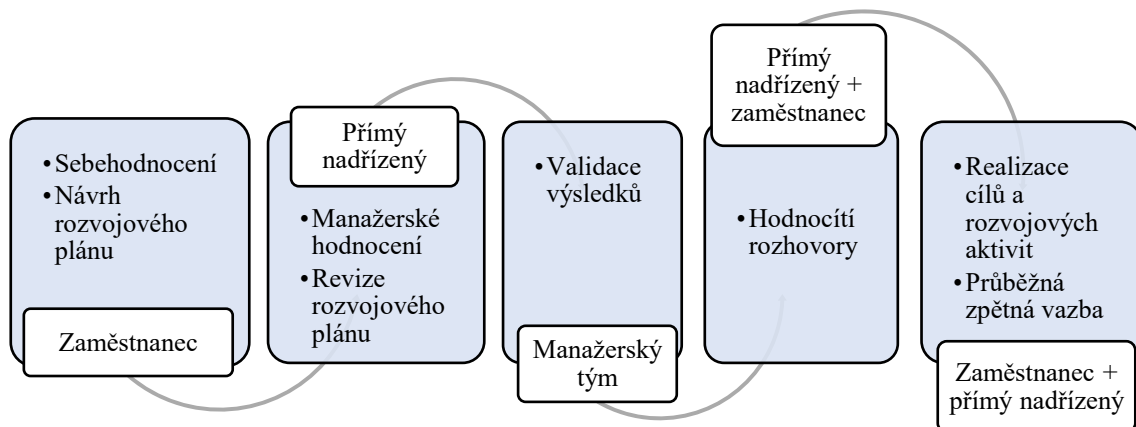 • Sebehodnocení
• Návrh
rozvojového
plánu
Zaměstnanec
Přímý
nadřízený
• Manažerské
hodnocení
• Revize
rozvojového
plánu
• Validace
výsledků
Manažerský
tým
Přímý
nadřízený +
zaměstnanec
• Hodnocítí
rozhovory
• Realizace
cílů a
rozvojových
aktivit
• Průběžná
zpětná vazba
Zaměstnanec +
přímý nadřízený